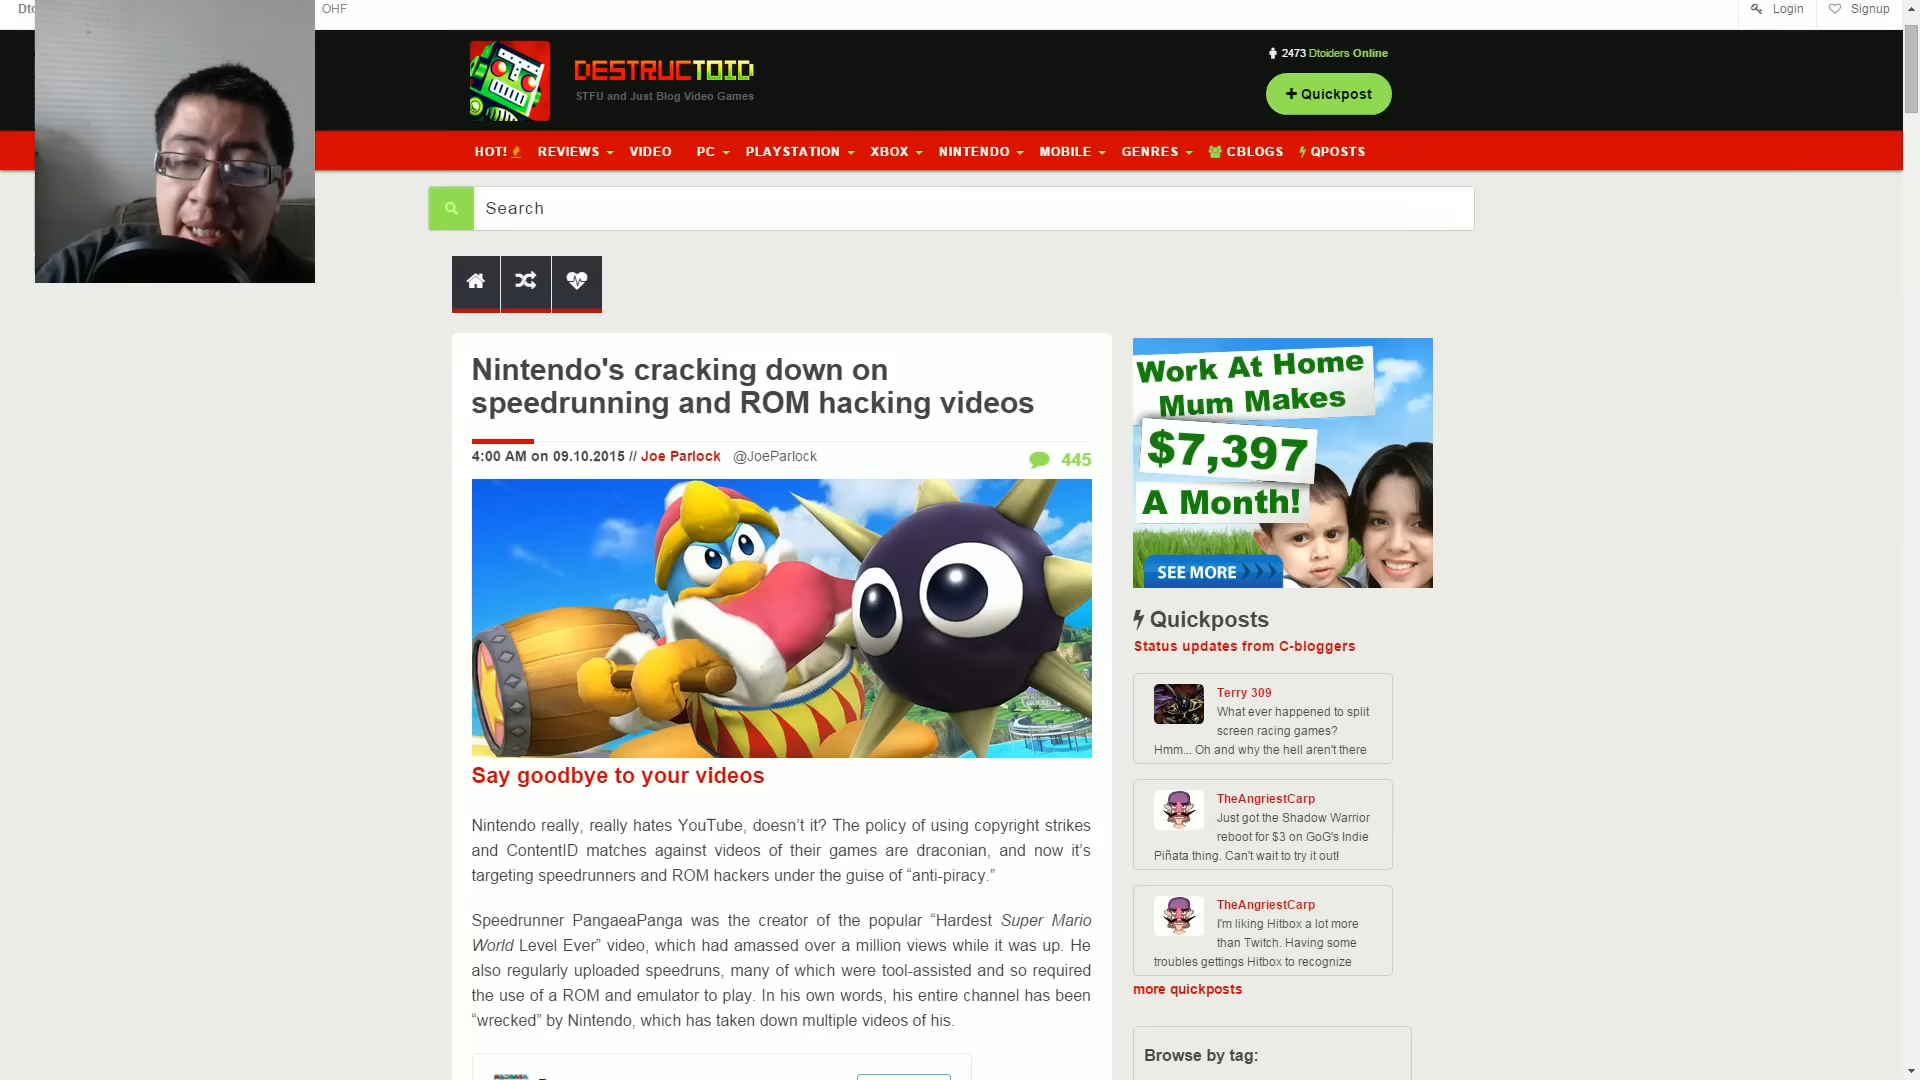 OHF
Login
Signup
DESTRUCTOID
STFU and Just Blog Video Games
2473 Dtoiders Online
+ Quickpost
HOT! REVIEWS VIDEO PC PLAYSTATION XBOX NINTENDO MOBILE GENRES CBLOGS QPOSTS
Search
Nintendo's cracking down on
speedrunning and ROM hacking videos
4:00 AM on 09.10.2015 // Joe Parlock @JoeParlock
445
Say goodbye to your videos
Nintendo really, really hates YouTube, doesn’t it? The policy of using copyright strikes
and ContentID matches against videos of their games are draconian, and now it’s
targeting speedrunners and ROM hackers under the guise of “anti-piracy.”
Speedrunner PangaeaPanga was the creator of the popular “Hardest Super Mario
World Level Ever” video, which had amassed over a million views while it was up. He
also regularly uploaded speedruns, many of which were tool-assisted and so required
the use of a ROM and emulator to play. In his own words, his entire channel has been
“wrecked” by Nintendo, which has taken down multiple videos of his.
Work At Home
Mum Makes
$7,397
A Month!
SEE MORE
Quickposts
Status updates from C-bloggers
Terry 309
What ever happened to split
screen racing games?
Hmm... Oh and why the hell aren't there
TheAngriestCarp
Just got the Shadow Warrior
reboot for $3 on GoG's Indie
Piñata thing. Can't wait to try it out!
TheAngriestCarp
I'm liking Hitbox a lot more
than Twitch. Having some
troubles gettings Hitbox to recognize
more quickposts
Browse by tag: